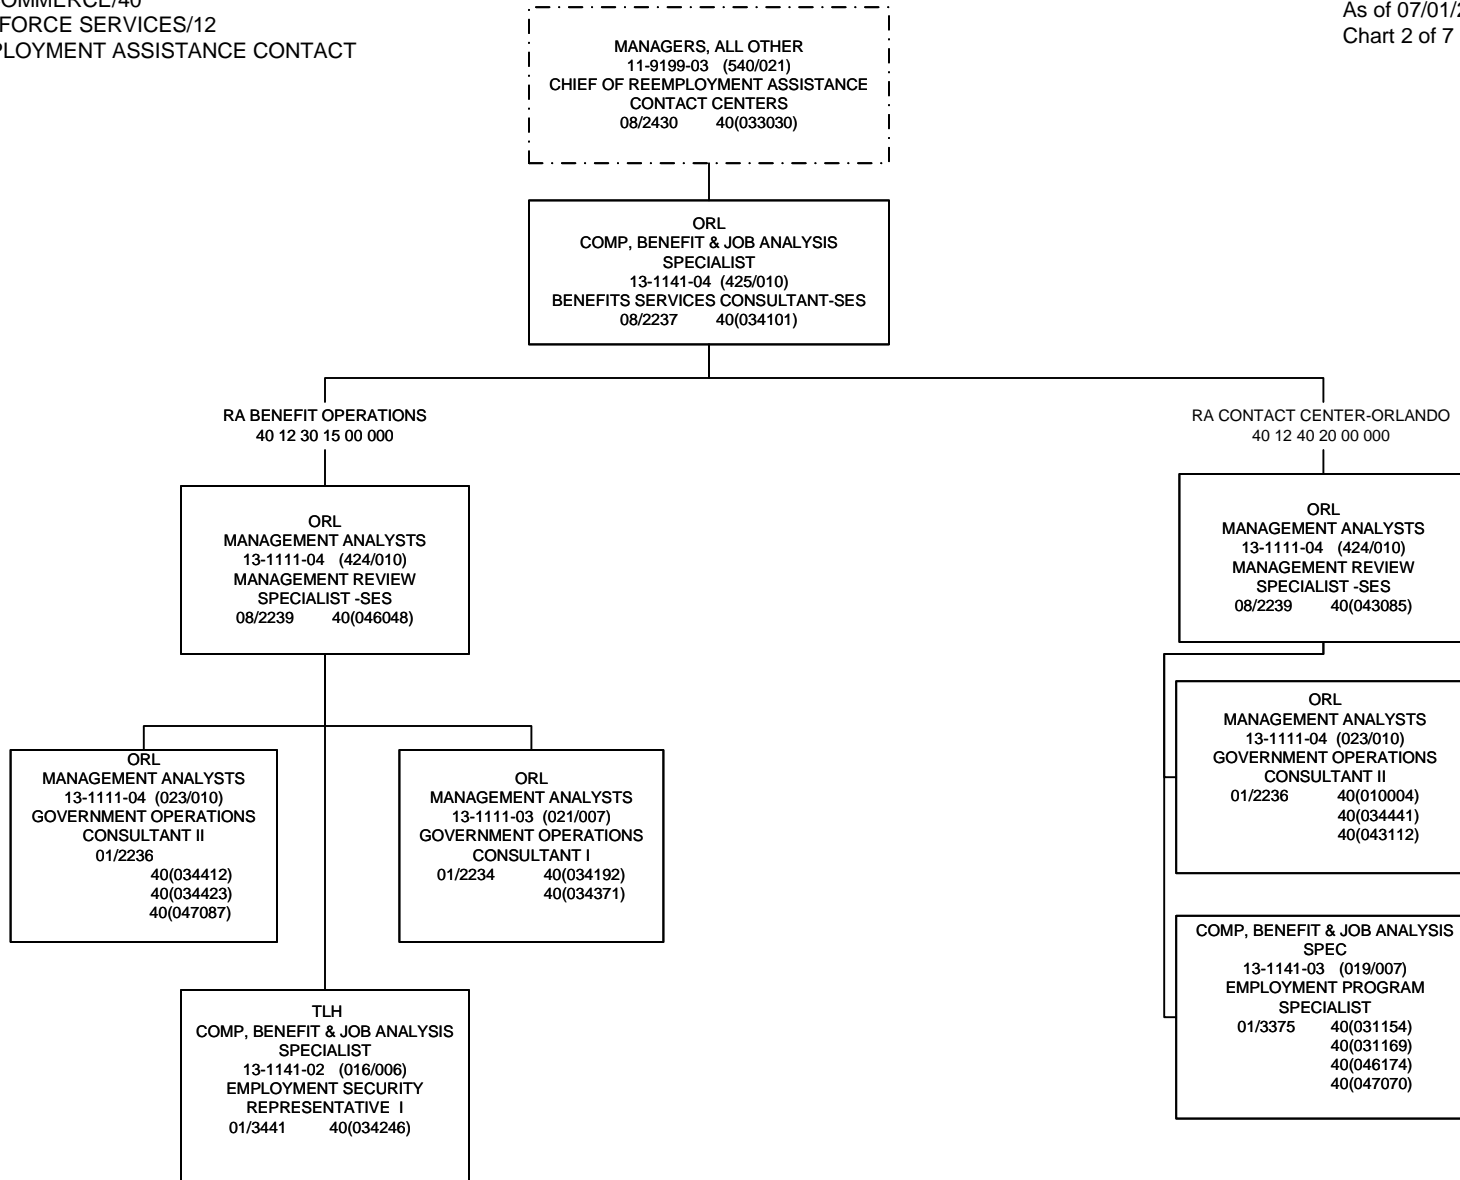 OMMERCE/40
FORCE SERVICES/12
PLOYMENT ASSISTANCE CONTACT
As of 07/01/2
Chart 2 of 7
MANAGERS, ALL OTHER
11-9199-03 (540/021)
CHIEF OF REEMPLOYMENT ASSISTANCE
CONTACT CENTERS
08/2430 40(033030)
ORL
COMP, BENEFIT & JOB ANALYSIS
SPECIALIST
13-1141-04 (425/010)
BENEFITS SERVICES CONSULTANT-SES
08/2237 40(034101)
RA BENEFIT OPERATIONS
40 12 30 15 00 000
ORL
MANAGEMENT ANALYSTS
13-1111-04 (424/010)
MANAGEMENT REVIEW
SPECIALIST -SES
08/2239 40(046048)
ORL
MANAGEMENT ANALYSTS
13-1111-04 (023/010)
GOVERNMENT OPERATIONS
CONSULTANT II
01/2236
40(034412)
40(034423)
40(047087)
ORL
MANAGEMENT ANALYSTS
13-1111-03 (021/007)
GOVERNMENT OPERATIONS
CONSULTANT I
01/2234 40(034192)
40(034371)
TLH
COMP, BENEFIT & JOB ANALYSIS
SPECIALIST
13-1141-02 (016/006)
EMPLOYMENT SECURITY
REPRESENTATIVE I
01/3441 40(034246)
RA CONTACT CENTER-ORLANDO
40 12 40 20 00 000
ORL
MANAGEMENT ANALYSTS
13-1111-04 (424/010)
MANAGEMENT REVIEW
SPECIALIST -SES
08/2239 40(043085)
ORL
MANAGEMENT ANALYSTS
13-1111-04 (023/010)
GOVERNMENT OPERATIONS
CONSULTANT II
01/2236 40(010004)
40(034441)
40(043112)
COMP, BENEFIT & JOB ANALYSIS
SPEC
13-1141-03 (019/007)
EMPLOYMENT PROGRAM
SPECIALIST
01/3375 40(031154)
40(031169)
40(046174)
40(047070)